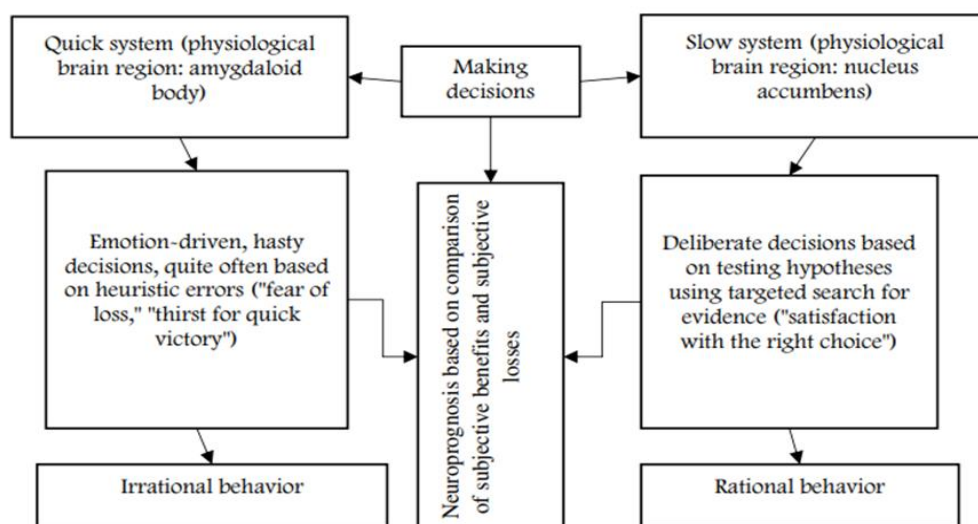 Quick system (physiological
brain region: amygdaloid
body)
Making
decisions
Slow system (physiological
brain region: nucleus
accumbens)
Emotion-driven, hasty
decisions, quite often based
on heuristic errors ("fear of
loss," "thirst for quick
victory")
Neuroprognosis based on comparison
of subjective benefits and subjective
losses
Deliberate decisions based
on testing hypotheses
using targeted search for
evidence ("satisfaction
with the right choice")
Irrational behavior
Rational behavior